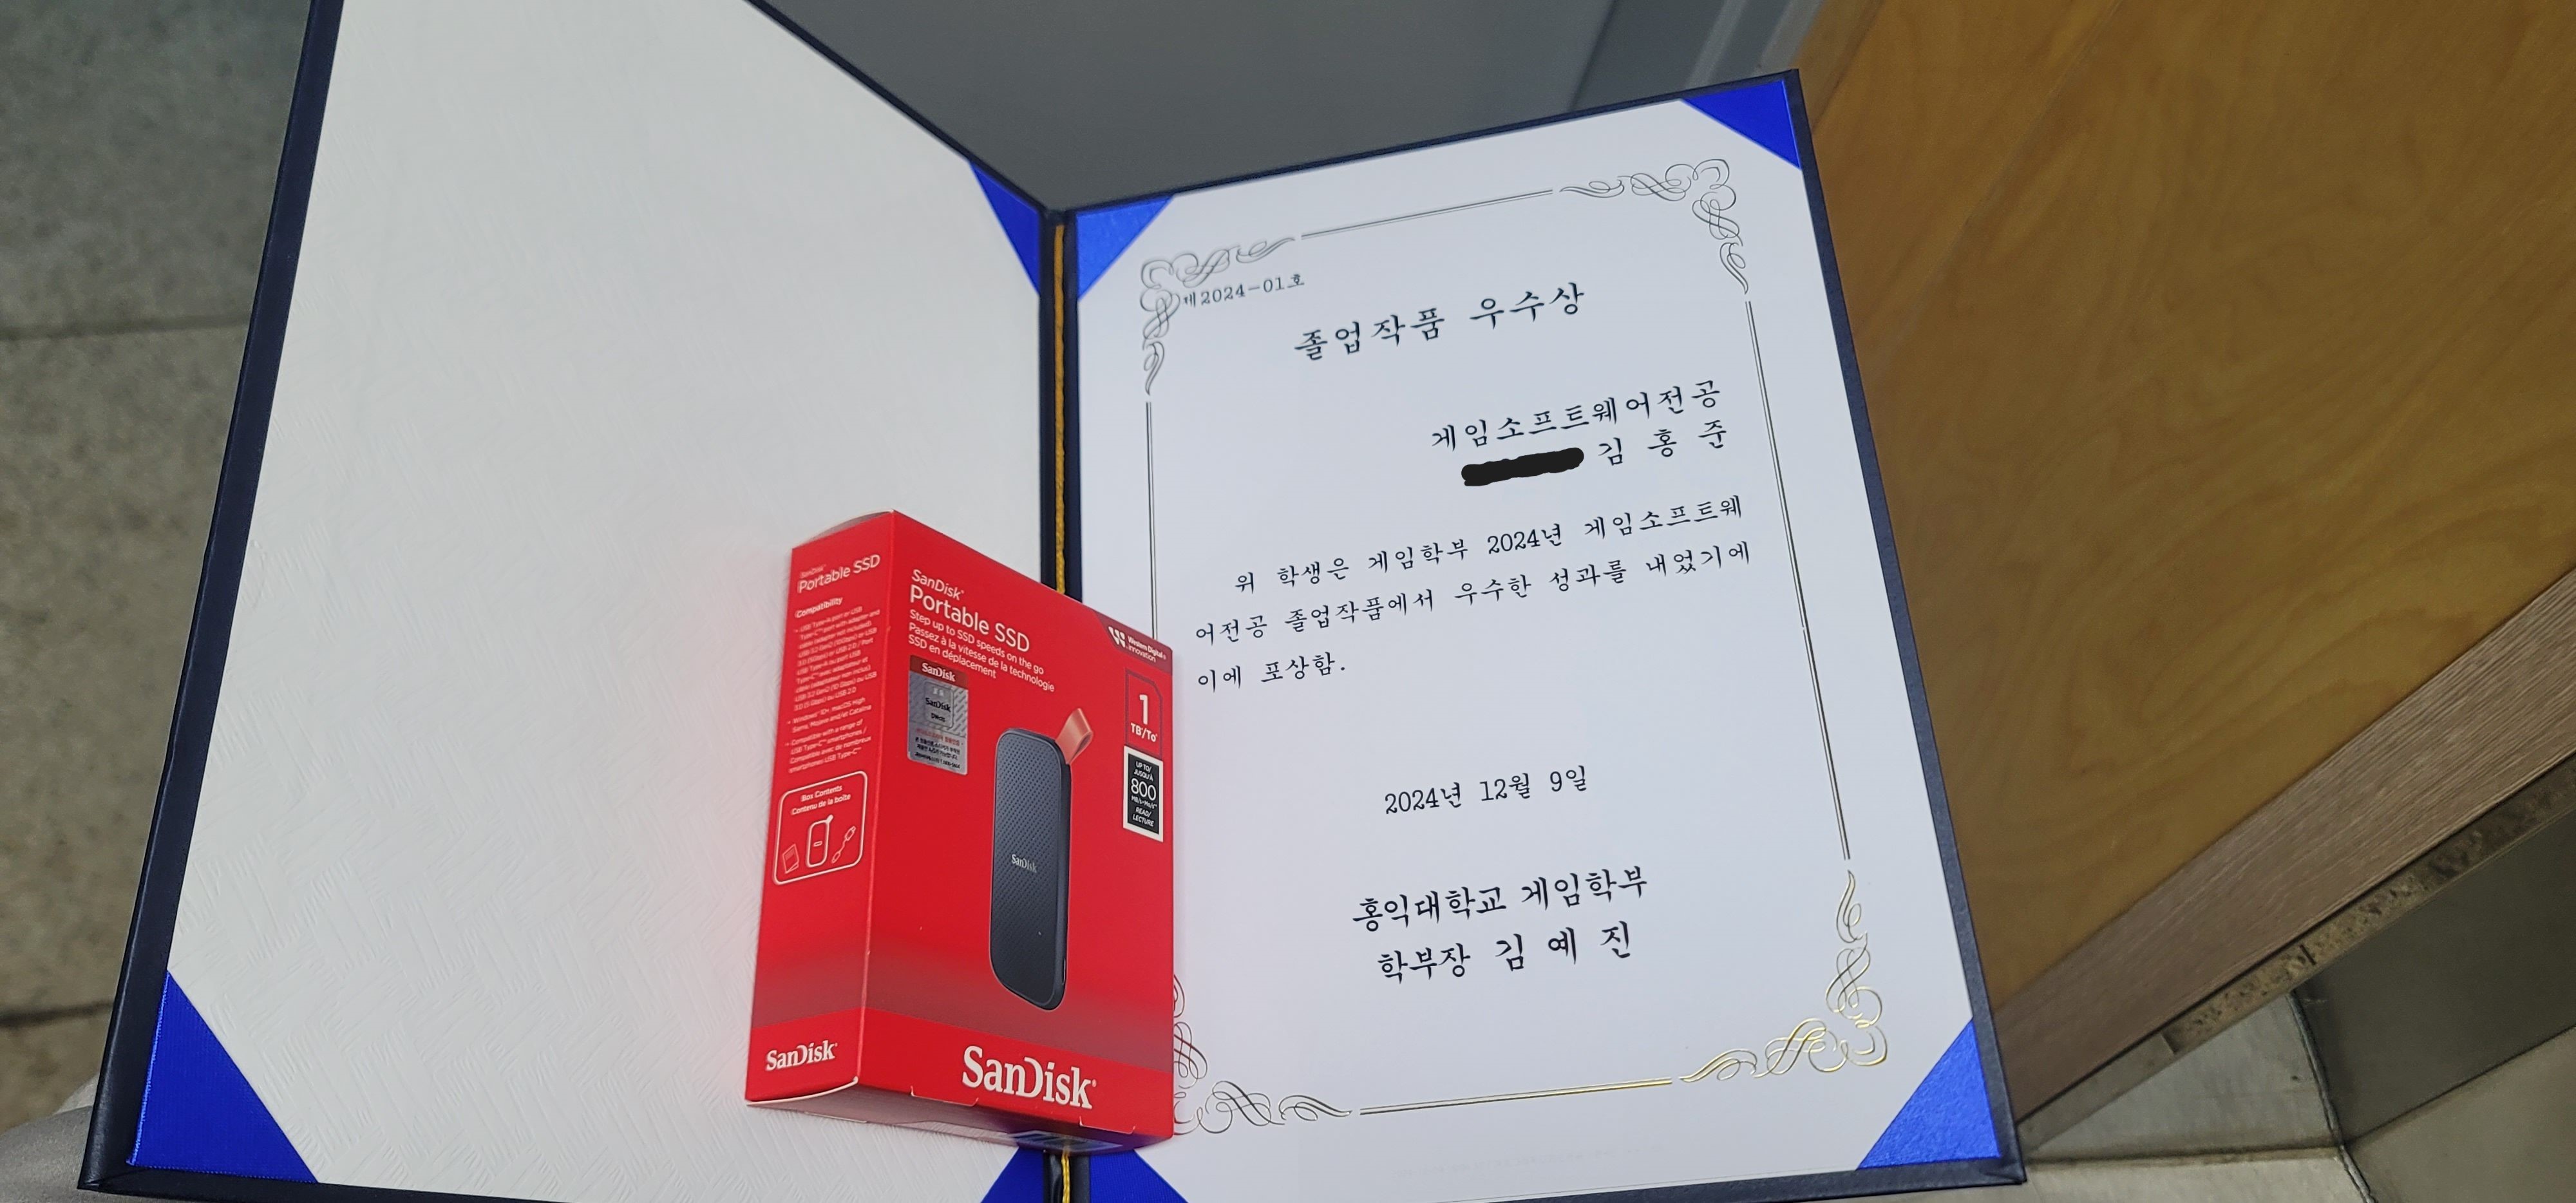 SanDisk
Portable SSD
Compatibility
Box Contents
Contenu de la boîte
SanDisk
SanDisk
Portable SSD
Step up to SSD speeds on the go
Passez à la vitesse de la technologie
SSD en déplacement
Western Digital
innovation
SanDisk
SanDisk
1
TB/To
UP TO/
JUSQU'À
800
READ/
LECTURE
SanDisk
SanDisk
제2024-01호
졸업작품 우수상
게임소프트웨어전공
김 홍 준
위 학생은 게임학부 2024년 게임소프트웨
어전공 졸업작품에서 우수한 성과를 내었기에
이에 포상함.
2024년 12월 9일
홍익대학교 게임학부
학부장 김 예 진